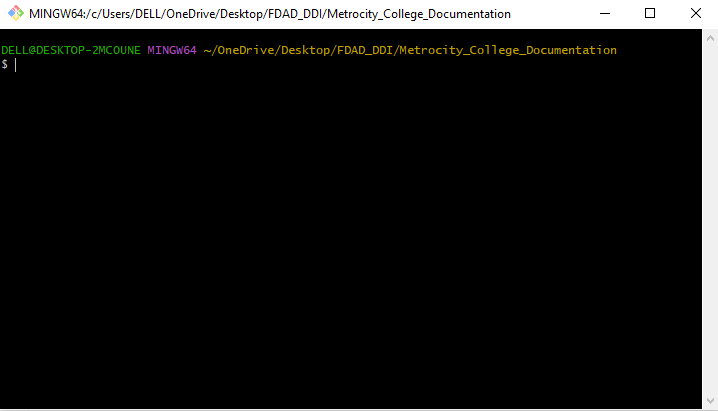 MINGW64:/c/Users/DELL/OneDrive/Desktop/FDAD_DDI/Metrocity_College_Documentation
DELL@DESKTOP-2MCOUNE MINGW64 ~/OneDrive/Desktop/FDAD_DDI/Metrocity_College_Documentation
$